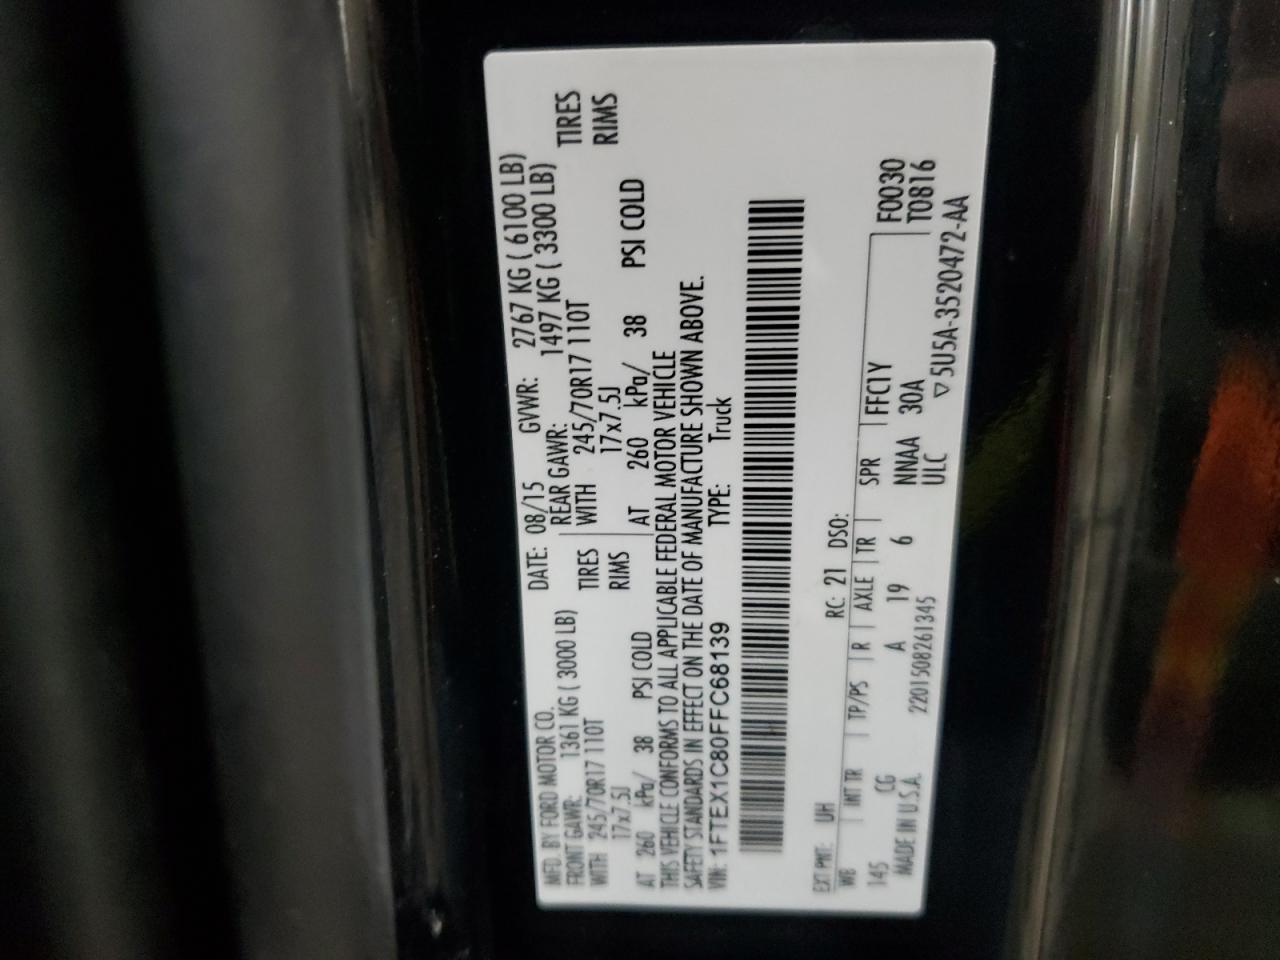 MFD. BY FORD MOTOR CO.
DATE: 08/15 GVWR: 2767 KG ( 6100 LB)
FRONT GAWR: 1361 KG ( 3000 LB) REAR GAWR: 1497 KG ( 3300 LB)
WITH 245/70R17 110T TIRES WITH 245/70R17 110T TIRES
17x7.5J RIMS 17x7.5J RIMS
AT 260 kPa/ 38 PSI COLD AT 260 kPa/ 38 PSI COLD
THIS VEHICLE CONFORMS TO ALL APPLICABLE FEDERAL MOTOR VEHICLE
SAFETY STANDARDS IN EFFECT ON THE DATE OF MANUFACTURE SHOWN ABOVE.
VIN: 1FTEX1C80FFC68139 TYPE: Truck
EXT PNT: UH RC: 21 DSO:
WB INT TR TP/PS R AXLE TR SPR FFC1Y F0030
145 CG A 19 6 NNAA 30A T0816
MADE IN U.S.A. 2201508261345 ULC ▽5U5A-3520472-AA